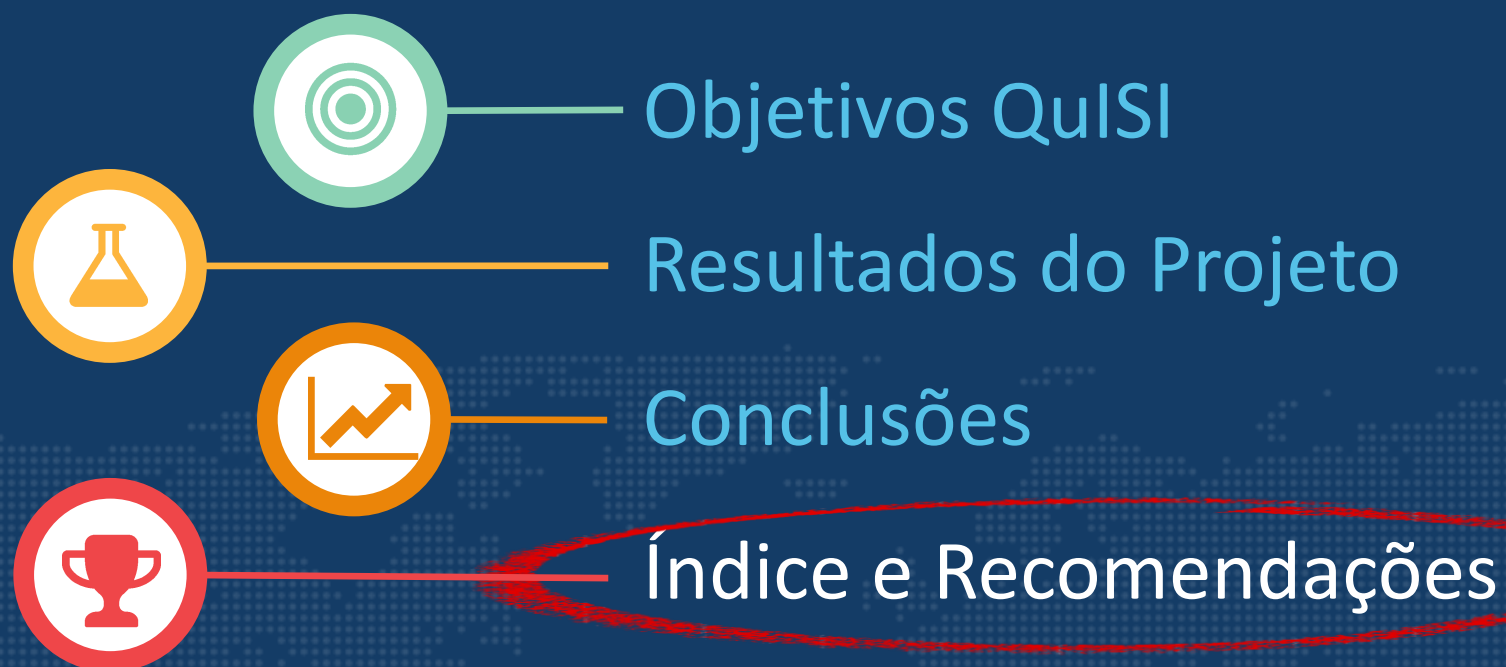 Objetivos QuISI
Resultados do Projeto
Conclusões
Índice e Recomendações